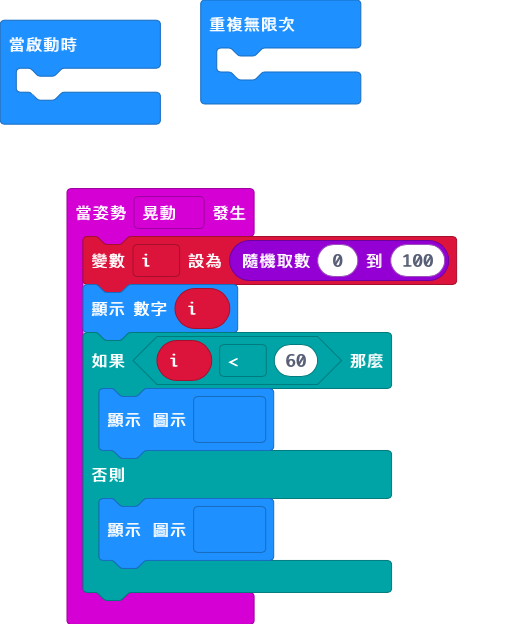 當啟動時
重複無限次
當姿勢 晃動 發生
變數 i 設為 隨機取數 0 到 100
顯示 數字 i
如果 i < 60 那麼
顯示 圖示
否則
顯示 圖示